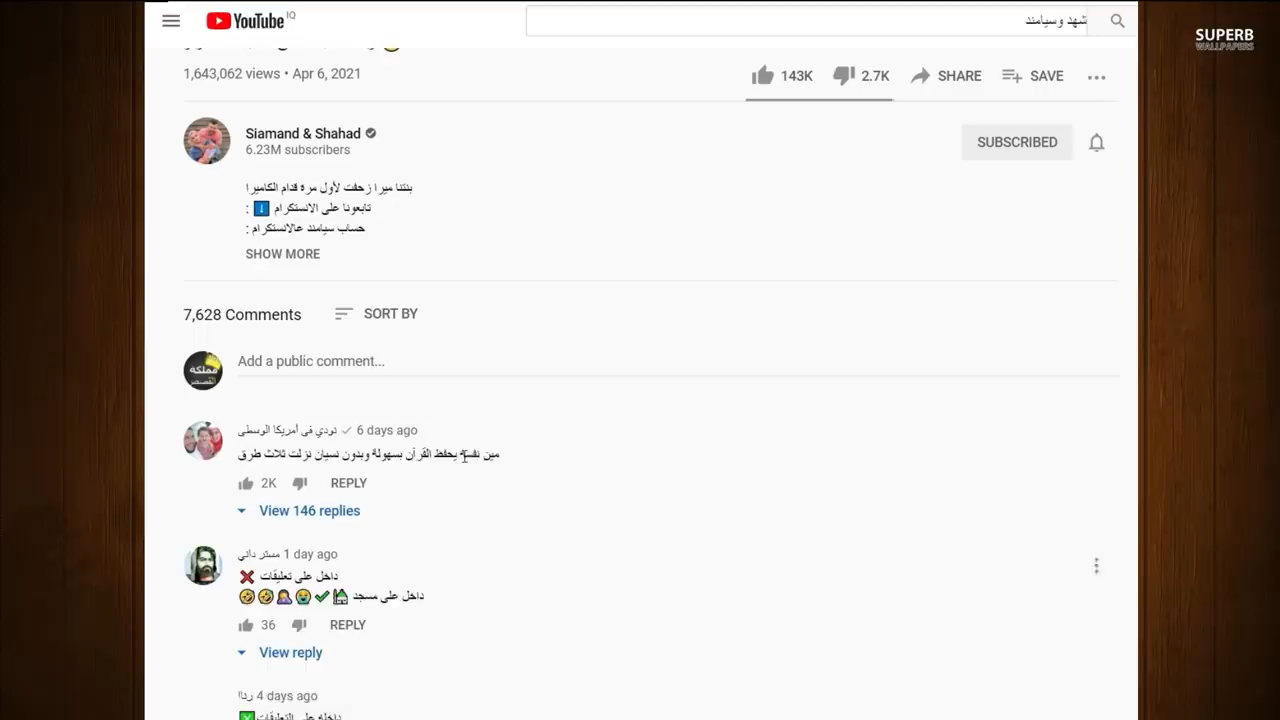 YouTube IQ
شهد وسيامند
SUPERB
WALLPAPERS
1,643,062 views • Apr 6, 2021
143K
2.7K
SHARE
SAVE
Siamand & Shahad
6.23M subscribers
SUBSCRIBED
بنتنا ميرا زحفت لأول مرة قدام الكاميرا
تابعونا على الانستكرام ⬇️ :
حساب سيامند عالانستكرام :
SHOW MORE
7,628 Comments
SORT BY
مملكة
القصص
Add a public comment...
نودي في أمريكا الوسطى ✓ 6 days ago
مين نفسه يحفظ القرآن بسهولة وبدون نسيان نزلت ثلاث طرق
2K
REPLY
View 146 replies
مستر داني 1 day ago
داخل على تعليقات ❌
داخل على مسجد 🕌✔😭🤦‍♀️🤣🤣
36
REPLY
View reply
4 days ago
داخله على التعليقات